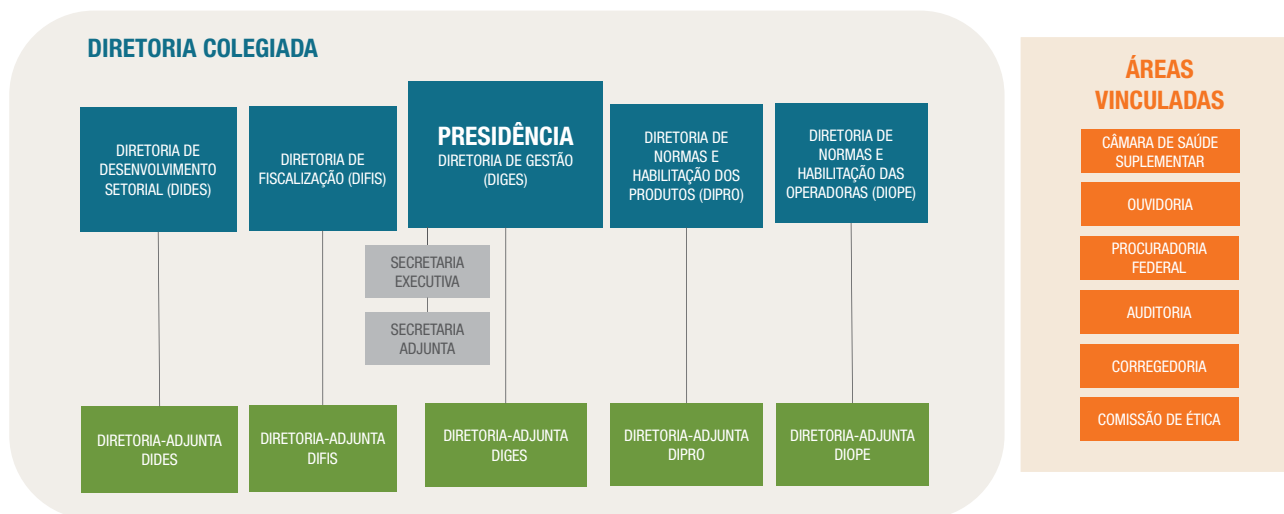 DIRETORIA COLEGIADA
DIRETORIA DE
DESENVOLVIMENTO
SETORIAL (DIDES)
DIRETORIA DE
FISCALIZAÇÃO (DIFIS)
PRESIDÊNCIA
DIRETORIA DE GESTÃO
(DIGES)
DIRETORIA DE
NORMAS E
HABILITAÇÃO DOS
PRODUTOS (DIPRO)
DIRETORIA DE
NORMAS E
HABILITAÇÃO DAS
OPERADORAS (DIOPE)
SECRETARIA
EXECUTIVA
SECRETARIA
ADJUNTA
DIRETORIA-ADJUNTA
DIDES
DIRETORIA-ADJUNTA
DIFIS
DIRETORIA-ADJUNTA
DIGES
DIRETORIA-ADJUNTA
DIPRO
DIRETORIA-ADJUNTA
DIOPE
ÁREAS
VINCULADAS
CÂMARA DE SAÚDE
SUPLEMENTAR
OUVIDORIA
PROCURADORIA
FEDERAL
AUDITORIA
CORREGEDORIA
COMISSÃO DE ÉTICA